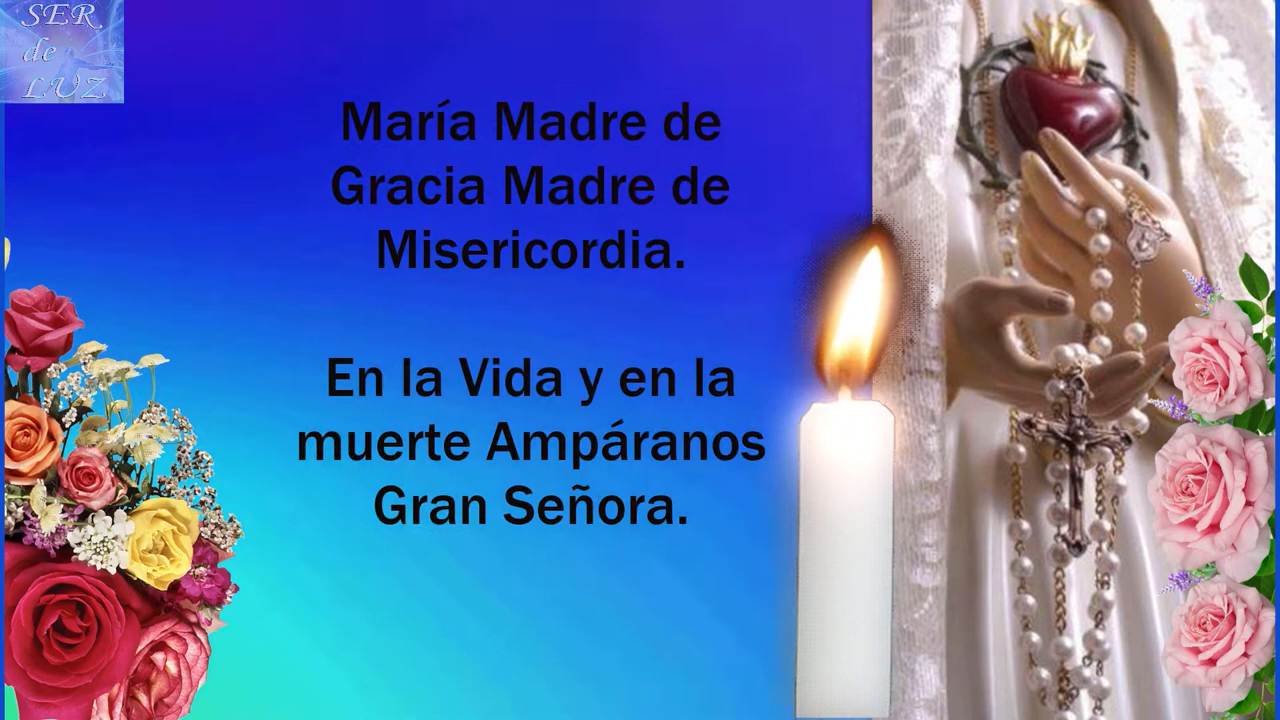 SER
de
LUZ
María Madre de
Gracia Madre de
Misericordia.
En la Vida y en la
muerte Ampáranos
Gran Señora.